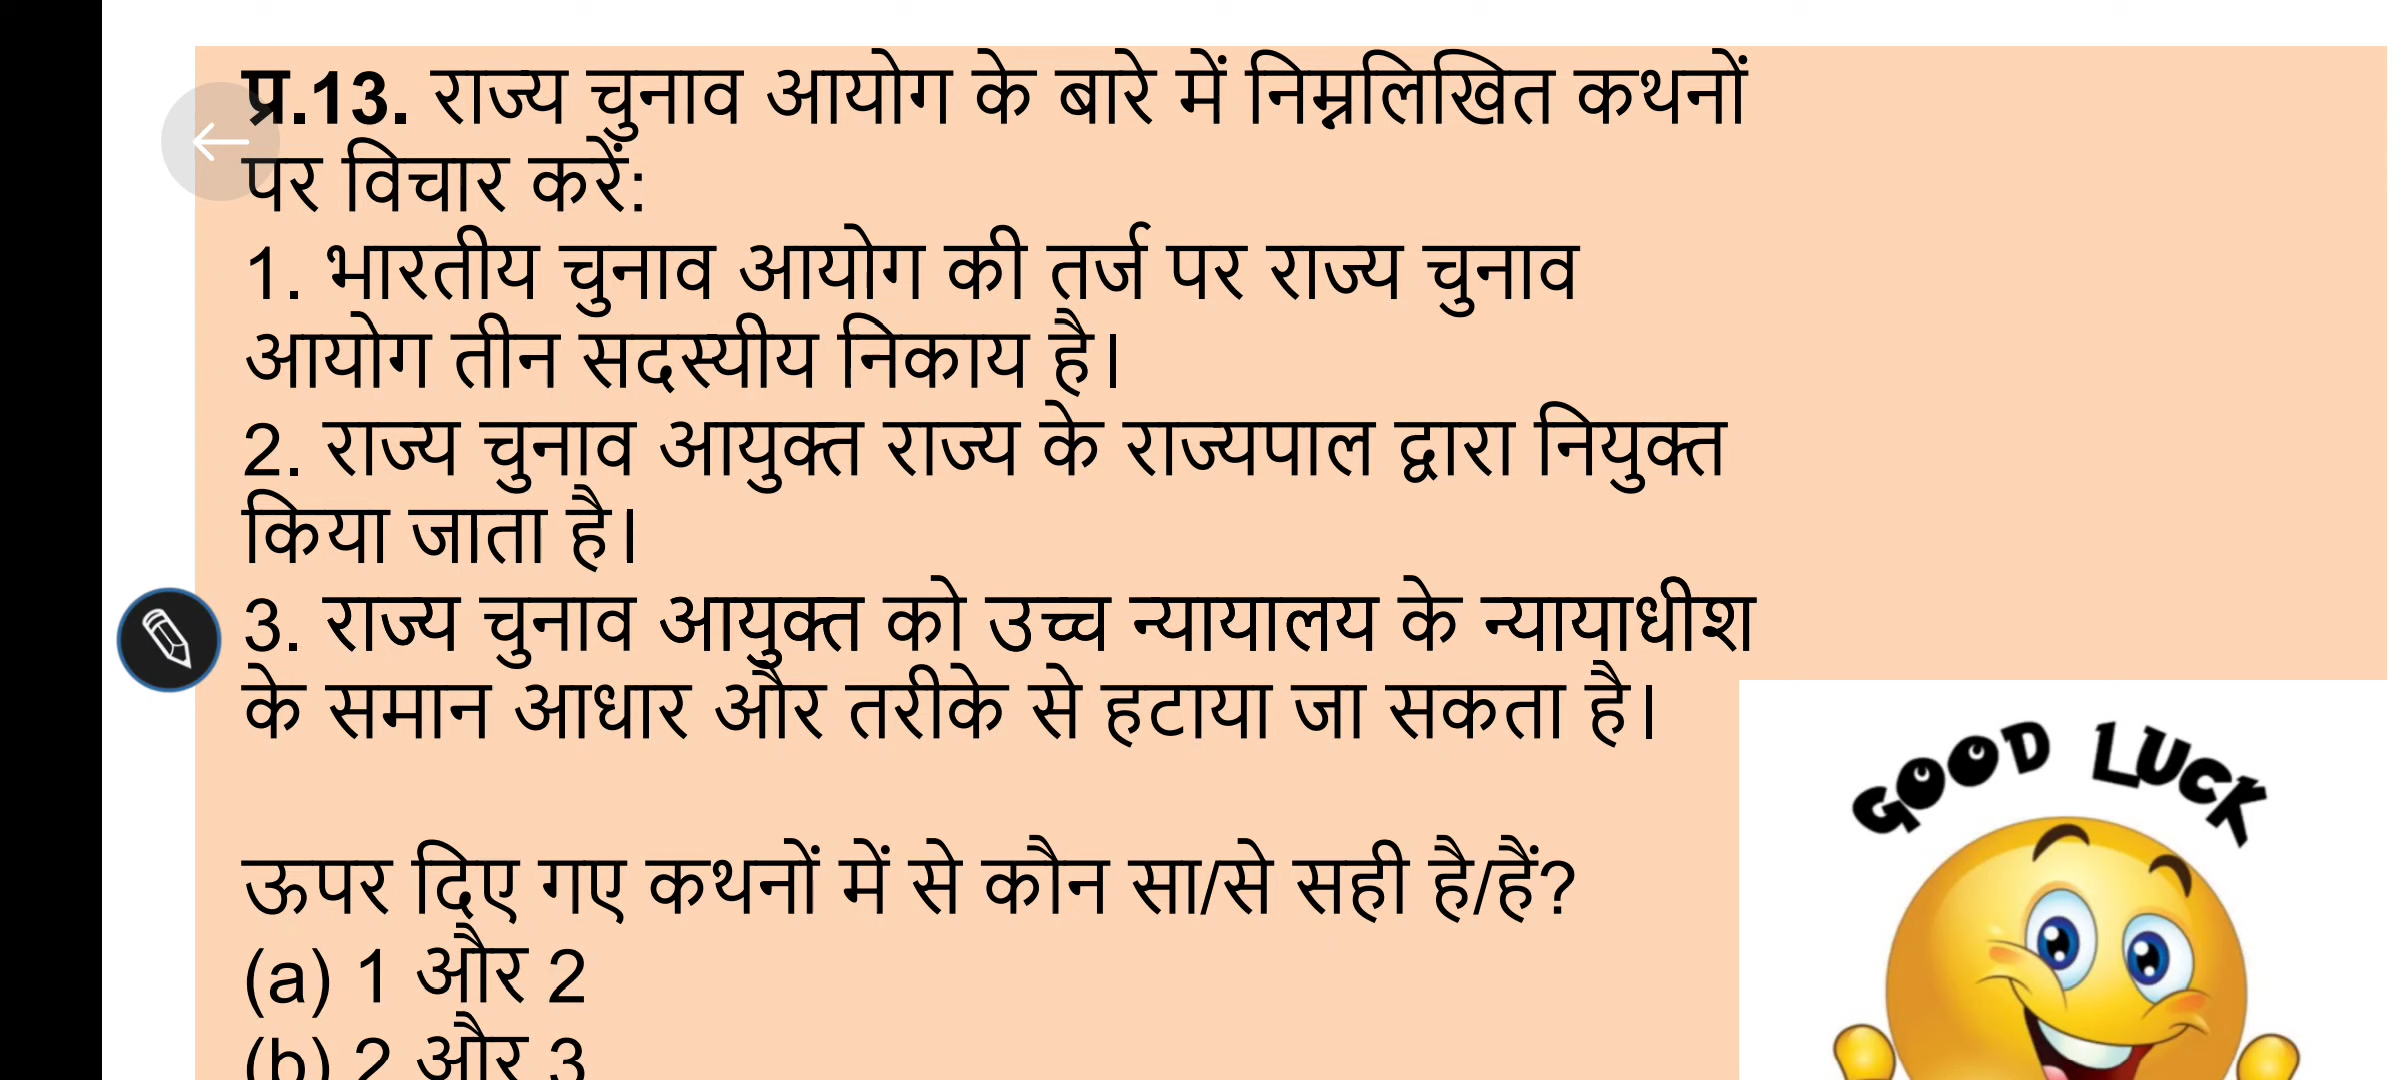 प्र.13. राज्य चुनाव आयोग के बारे में निम्नलिखित कथनों
पर विचार करें:
1. भारतीय चुनाव आयोग की तर्ज पर राज्य चुनाव
आयोग तीन सदस्यीय निकाय है।
2. राज्य चुनाव आयुक्त राज्य के राज्यपाल द्वारा नियुक्त
किया जाता है।
3. राज्य चुनाव आयुक्त को उच्च न्यायालय के न्यायाधीश
के समान आधार और तरीके से हटाया जा सकता है।
ऊपर दिए गए कथनों में से कौन सा/से सही है/हैं?
(a) 1 और 2
(b) 2 और 3
GOOD LUCK